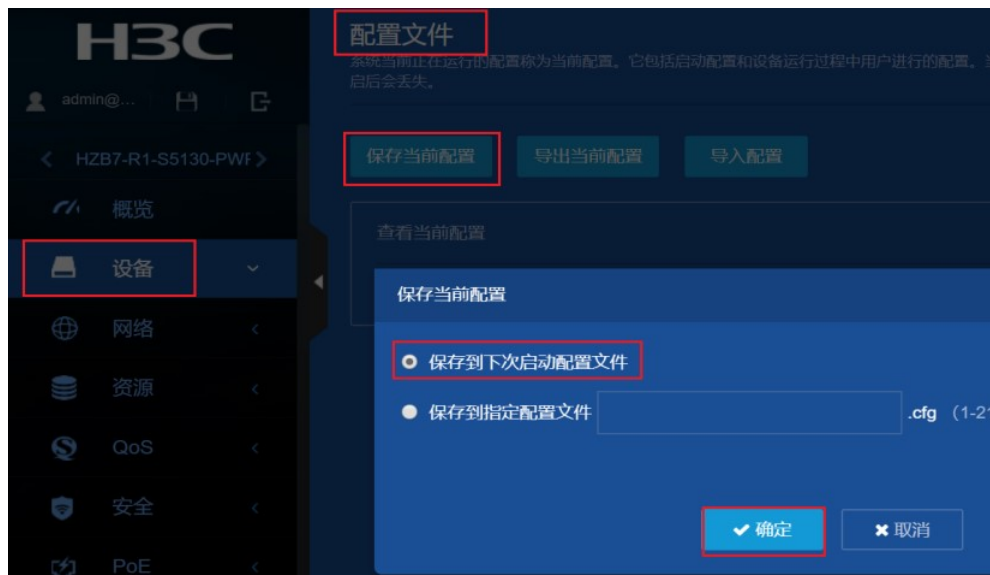 H3C
admin@...
HZB7-R1-S5130-PWR
概览
设备
网络
资源
QoS
安全
PoE
配置文件
系统当前正在运行的配置称为当前配置。它包括启动配置和设备运行过程中用户进行的配置。
启后会丢失。
保存当前配置
导出当前配置
导入配置
查看当前配置
保存当前配置
保存到下次启动配置文件
保存到指定配置文件
.cfg (1-21
确定
取消